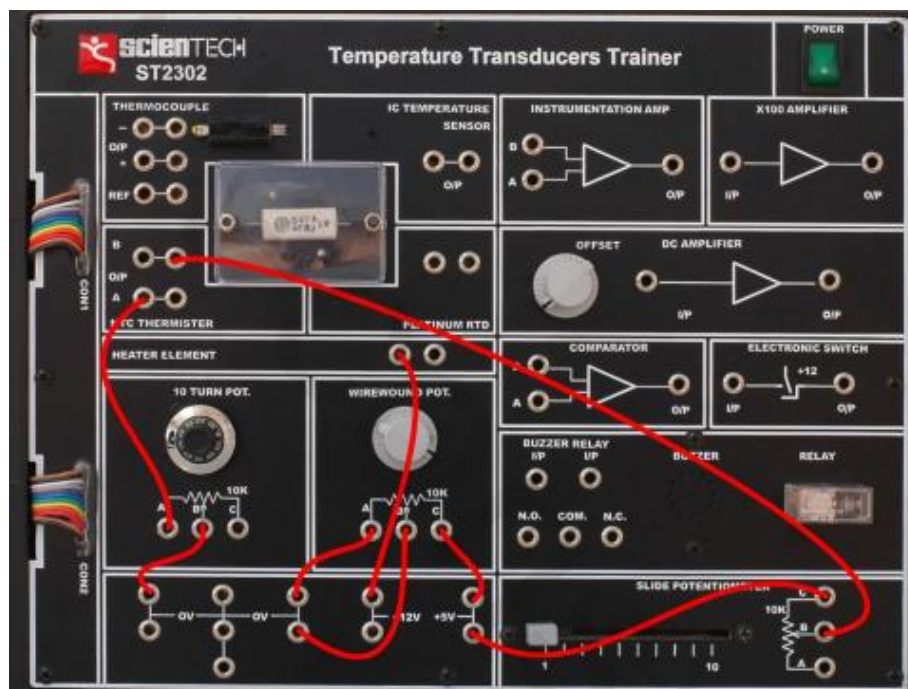 scienTECH
ST2302
Temperature Transducers Trainer
POWER
THERMOCOUPLE
−
O/P
+
REF
IC TEMPERATURE
SENSOR
O/P
INSTRUMENTATION AMP
B
A
O/P
X100 AMPLIFIER
I/P
O/P
B
O/P
A
THERMISTER
PLATINUM RTD
OFFSET
DC AMPLIFIER
I/P
O/P
CON1
HEATER ELEMENT
COMPARATOR
A
O/P
ELECTRONIC SWITCH
+12
I/P
O/P
10 TURN POT.
10K
A
B
C
WIREWOUND POT.
10K
A
B
C
BUZZER RELAY
I/P
I/P
BUZZER
RELAY
N.O.
COM.
N.C.
CON2
0V
0V
12V
+5V
SLIDE POTENTIOMETER
1
10
C
10K
B
A